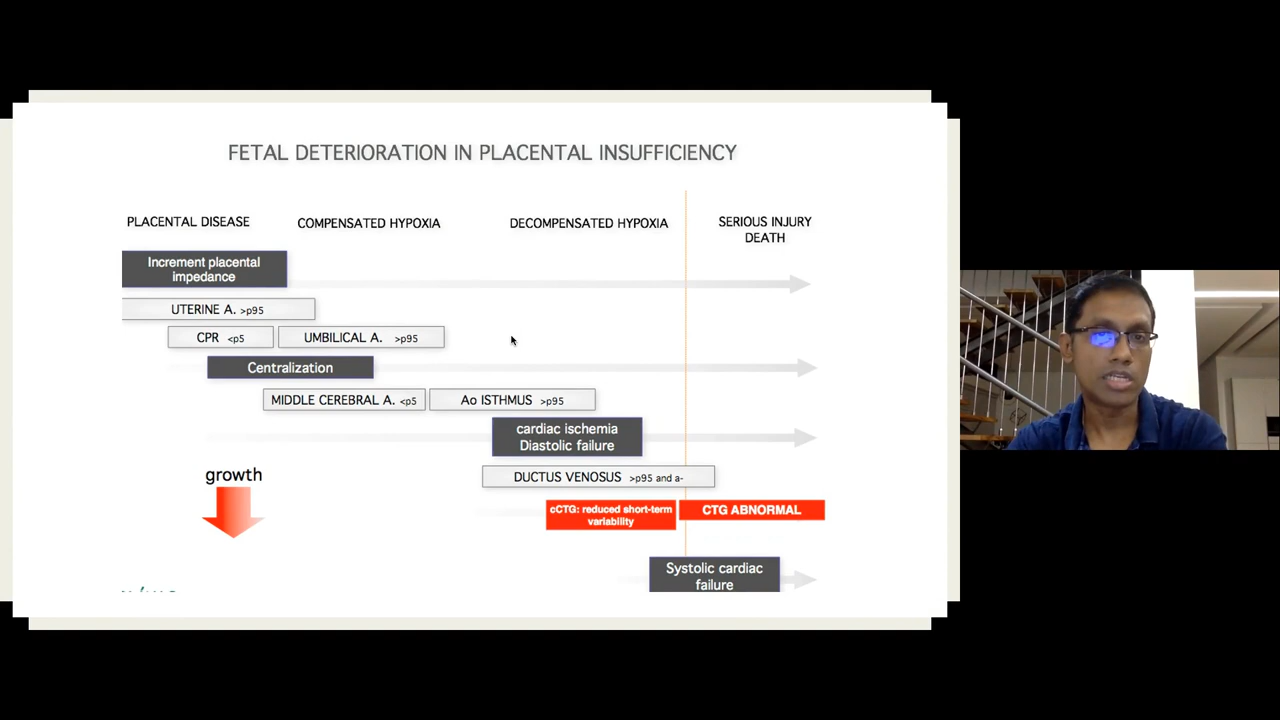 FETAL DETERIORATION IN PLACENTAL INSUFFICIENCY
PLACENTAL DISEASE
COMPENSATED HYPOXIA
DECOMPENSATED HYPOXIA
SERIOUS INJURY
DEATH
Increment placental
impedance
UTERINE A. >p95
CPR <p5
UMBILICAL A. >p95
Centralization
MIDDLE CEREBRAL A. <p5
Ao ISTHMUS >p95
cardiac ischemia
Diastolic failure
DUCTUS VENOSUS >p95 and a-
growth
cCTG: reduced short-term
variability
CTG ABNORMAL
Systolic cardiac
failure